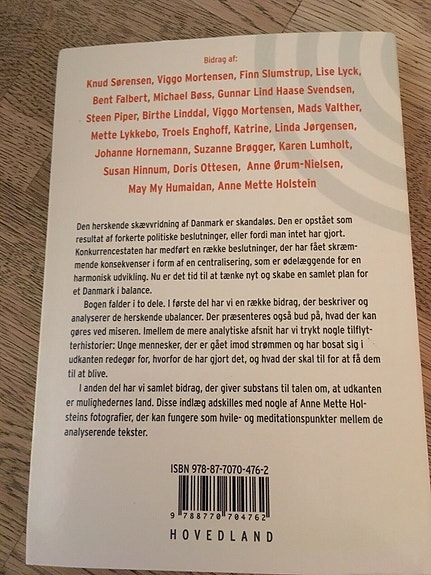 Bidrag af:
Knud Sørensen, Viggo Mortensen, Finn Slumstrup, Lise Lyck,
Bent Falbert, Michael Bøss, Gunnar Lind Haase Svendsen,
Steen Piper, Birthe Linddal, Viggo Mortensen, Mads Valther,
Mette Lykkebo, Troels Enghoff, Katrine, Linda Jørgensen,
Johanne Hornemann, Suzanne Brøgger, Karen Lumholt,
Susan Hinnum, Doris Ottesen, Anne Ørum-Nielsen,
May My Humaidan, Anne Mette Holstein
Den herskende skævvridning af Danmark er skandaløs. Den er opstået som
resultat af forkerte politiske beslutninger, eller fordi man intet har gjort.
Konkurrencestaten har medført en række beslutninger, der har fået skræm-
mende konsekvenser i form af en centralisering, som er ødelæggende for en
harmonisk udvikling. Nu er det tid til at tænke nyt og skabe en samlet plan for
et Danmark i balance.
Bogen falder i to dele. I første del har vi en række bidrag, der beskriver og
analyserer de herskende ubalancer. Der præsenteres også bud på, hvad der kan
gøres ved miseren. Imellem de mere analytiske afsnit har vi trykt nogle tilflyt-
terhistorier: Unge mennesker, der er gået imod strømmen og har bosat sig i
udkanten redegør for, hvorfor de har gjort det, og hvad der skal til for at få dem
til at blive.
I anden del har vi samlet bidrag, der giver substans til talen om, at udkanten
er mulighedernes land. Disse indlæg adskilles med nogle af Anne Mette Hol-
steins fotografier, der kan fungere som hvile- og meditationspunkter mellem de
analyserende tekster.
ISBN 978-87-7070-476-2
9 788770 704762
HOVEDLAND